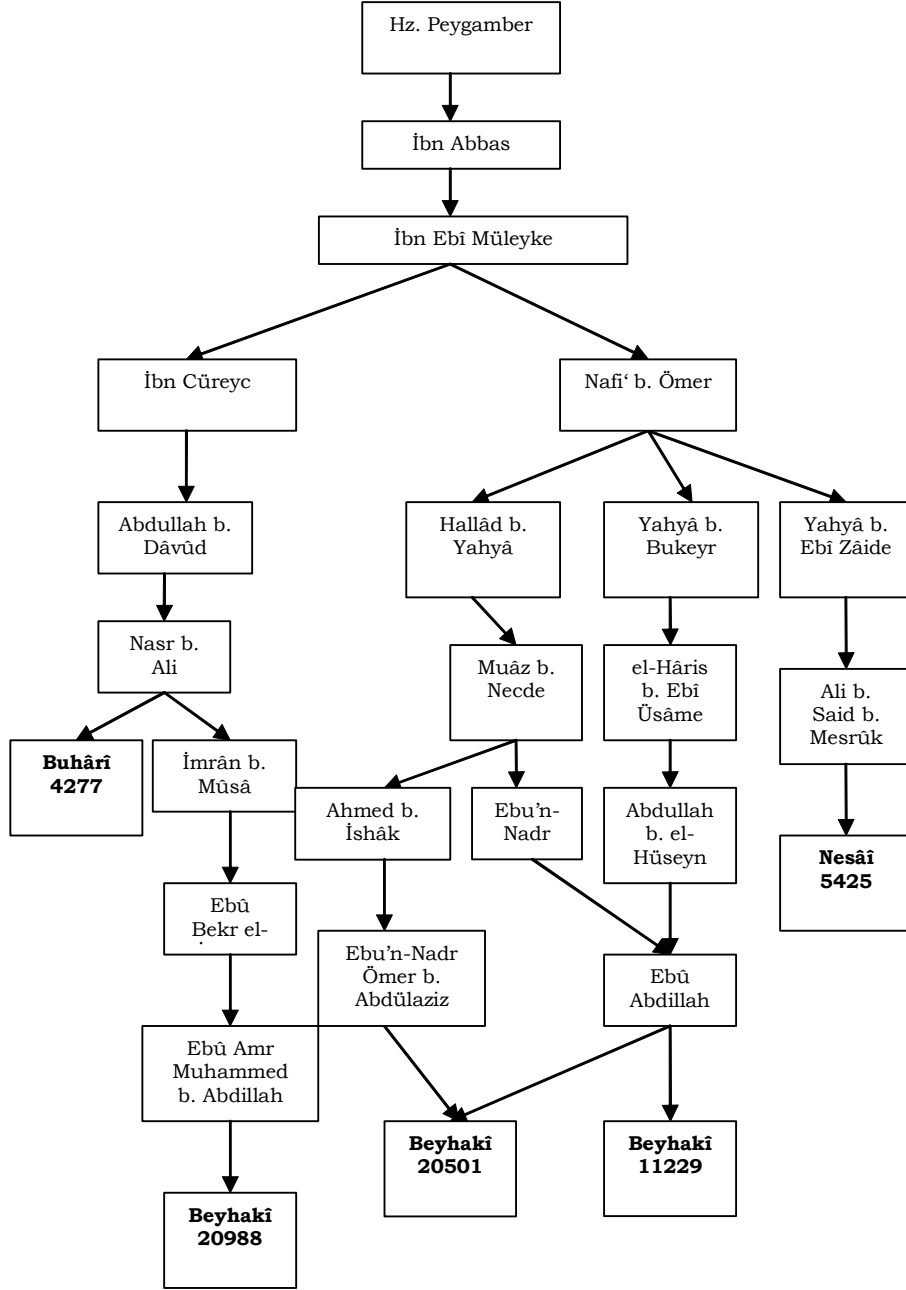 Hz. Peygamber
İbn Abbas
İbn Ebî Müleyke
İbn Cüreyc
Nafi‘ b. Ömer
Abdullah b.
Dâvûd
Hallâd b.
Yahyâ
Yahyâ b.
Bukeyr
Yahyâ b.
Ebî Zâide
Nasr b.
Ali
Muâz b.
Necde
el-Hâris
b. Ebî
Üsâme
Ali b.
Said b.
Mesrûk
Buhârî
4277
İmrân b.
Mûsâ
Ahmed b.
İshâk
Ebu’n-
Nadr
Abdullah
b. el-
Hüseyn
Nesâî
5425
Ebû
Bekr el-
Ebu’n-Nadr
Ömer b.
Abdülaziz
Ebû
Abdillah
Ebû Amr
Muhammed
b. Abdillah
Beyhakî
20501
Beyhakî
11229
Beyhakî
20988